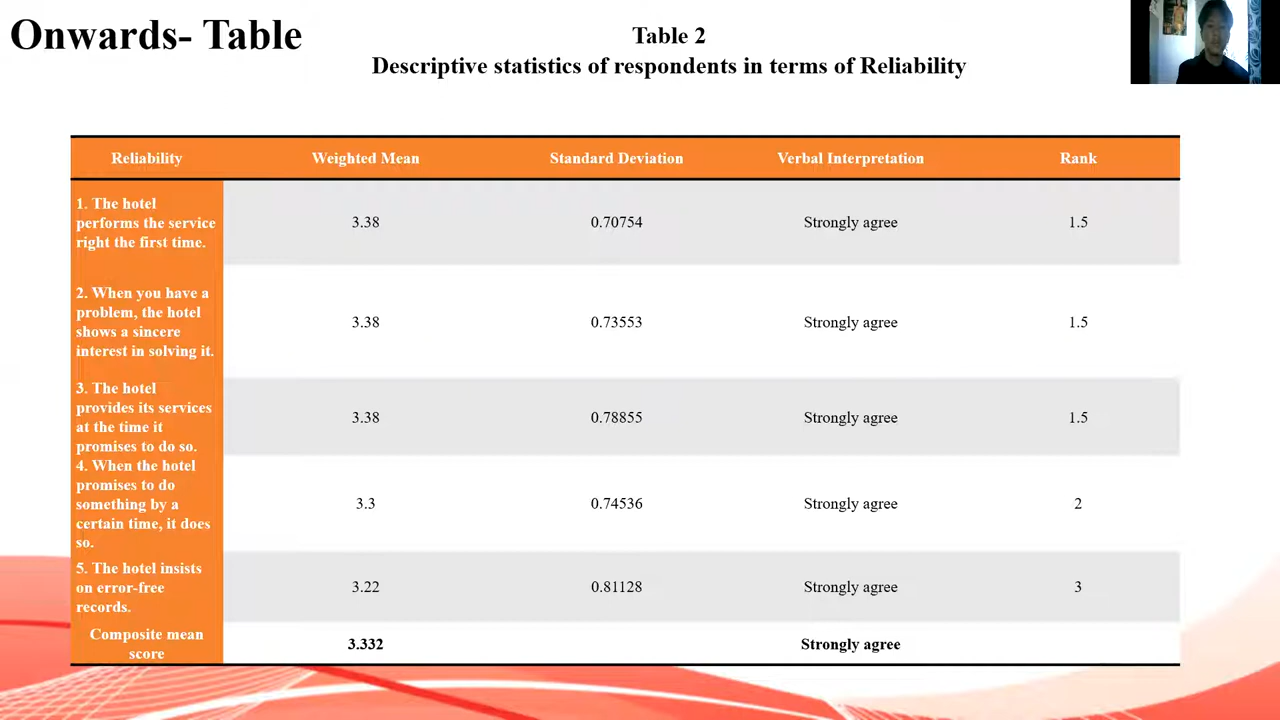 Onwards- Table
Table 2
Descriptive statistics of respondents in terms of Reliability
Reliability Weighted Mean Standard Deviation Verbal Interpretation Rank
1. The hotel
performs the service
right the first time.
3.38 0.70754 Strongly agree 1.5
2. When you have a
problem, the hotel
shows a sincere
interest in solving it.
3.38 0.73553 Strongly agree 1.5
3. The hotel
provides its services
at the time it
promises to do so.
3.38 0.78855 Strongly agree 1.5
4. When the hotel
promises to do
something by a
certain time, it does
so.
3.3 0.74536 Strongly agree 2
5. The hotel insists
on error-free
records.
3.22 0.81128 Strongly agree 3
Composite mean
score
3.332 Strongly agree